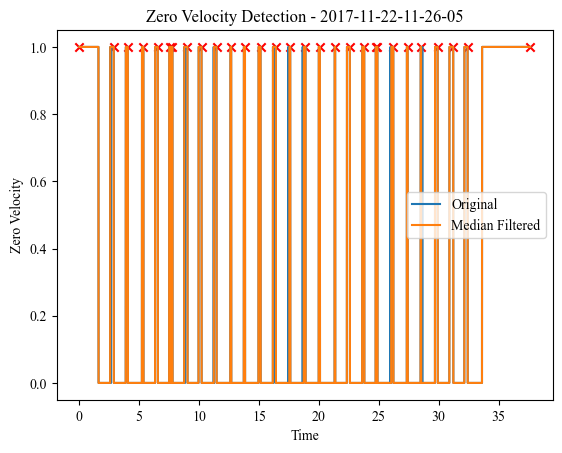 Zero Velocity Detection - 2017-11-22-11-26-05
1.0
0.8
0.6
0.4
0.2
0.0
Zero Velocity
Original
Median Filtered
0 5 10 15 20 25 30 35
Time